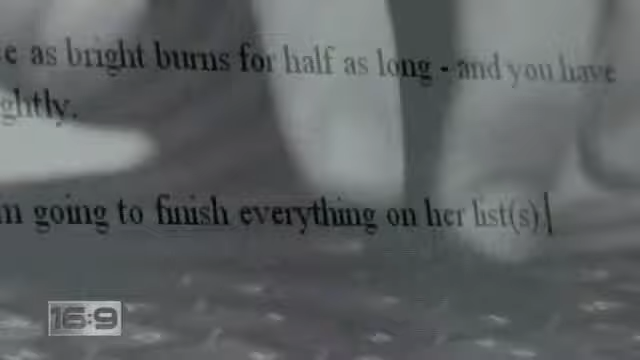 e as bright burns for half as long - and you have
ghtly.
n going to finish everything on her list(s)
16:9